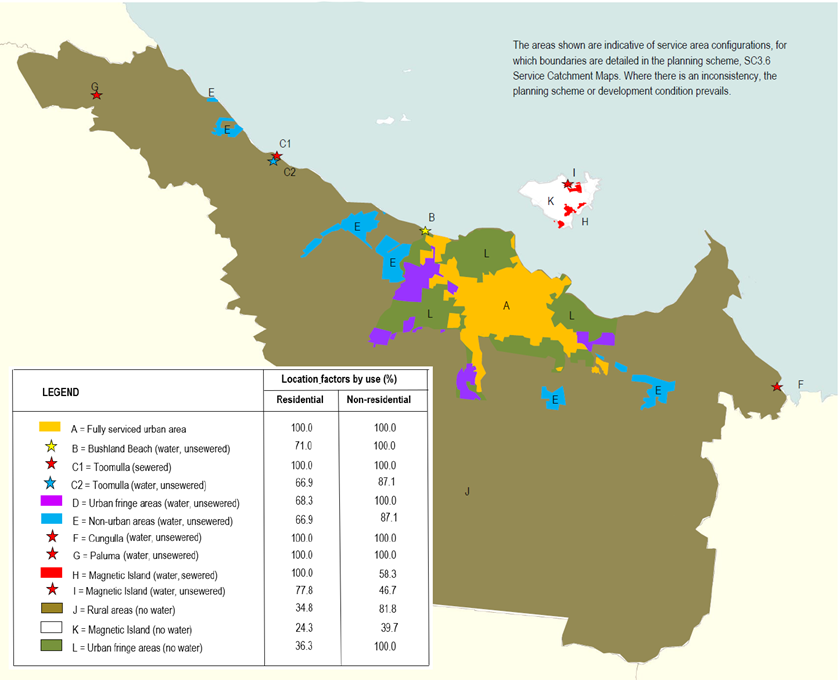 The areas shown are indicative of service area configurations, for
which boundaries are detailed in the planning scheme, SC3.6
Service Catchment Maps. Where there is an inconsistency, the
planning scheme or development condition prevails.
G
E
E
C1
C2
I
K
H
B
E
E
L
A
L
L
E
E
F
J
LEGEND
Location factors by use (%)
Residential Non-residential
A = Fully serviced urban area 100.0 100.0
B = Bushland Beach (water, unsewered) 71.0 100.0
C1 = Toomulla (sewered) 100.0 100.0
C2 = Toomulla (water, unsewered) 66.9 87.1
D = Urban fringe areas (water, unsewered) 68.3 100.0
E = Non-urban areas (water, unsewered) 66.9 87.1
F = Cungulla (water, unsewered) 100.0 100.0
G = Paluma (water, unsewered) 100.0 100.0
H = Magnetic Island (water, sewered) 100.0 58.3
I = Magnetic Island (water, unsewered) 77.8 46.7
J = Rural areas (no water) 34.8 81.8
K = Magnetic Island (no water) 24.3 39.7
L = Urban fringe areas (no water) 36.3 100.0